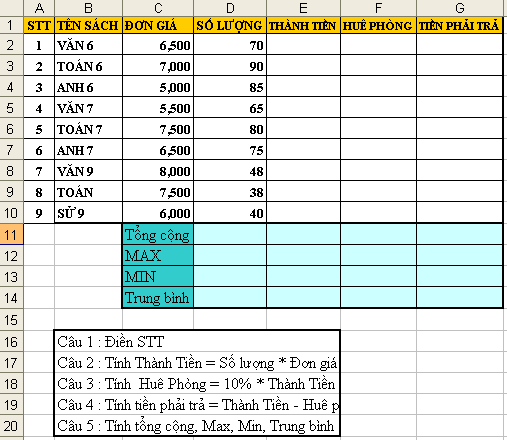 A B C D E F G
1 STT TÊN SÁCH ĐƠN GIÁ SỐ LƯỢNG THÀNH TIỀN HUÊ PHÒNG TIỀN PHẢI TRẢ
2 1 VĂN 6 6,500 70
3 2 TOÁN 6 7,000 90
4 3 ANH 6 5,000 85
5 4 VĂN 7 5,500 65
6 5 TOÁN 7 7,500 80
7 6 ANH 7 6,500 75
8 7 VĂN 9 8,000 48
9 8 TOÁN 7,500 38
10 9 SỬ 9 6,000 40
11 Tổng cộng
12 MAX
13 MIN
14 Trung bình
15
16 Câu 1 : Điền STT
17 Câu 2 : Tính Thành Tiền = Số lượng * Đơn giá
18 Câu 3 : Tính Huê Phòng = 10% * Thành Tiền
19 Câu 4 : Tính tiền phải trả = Thành Tiền - Huê p
20 Câu 5 : Tính tổng cộng, Max, Min, Trung bình